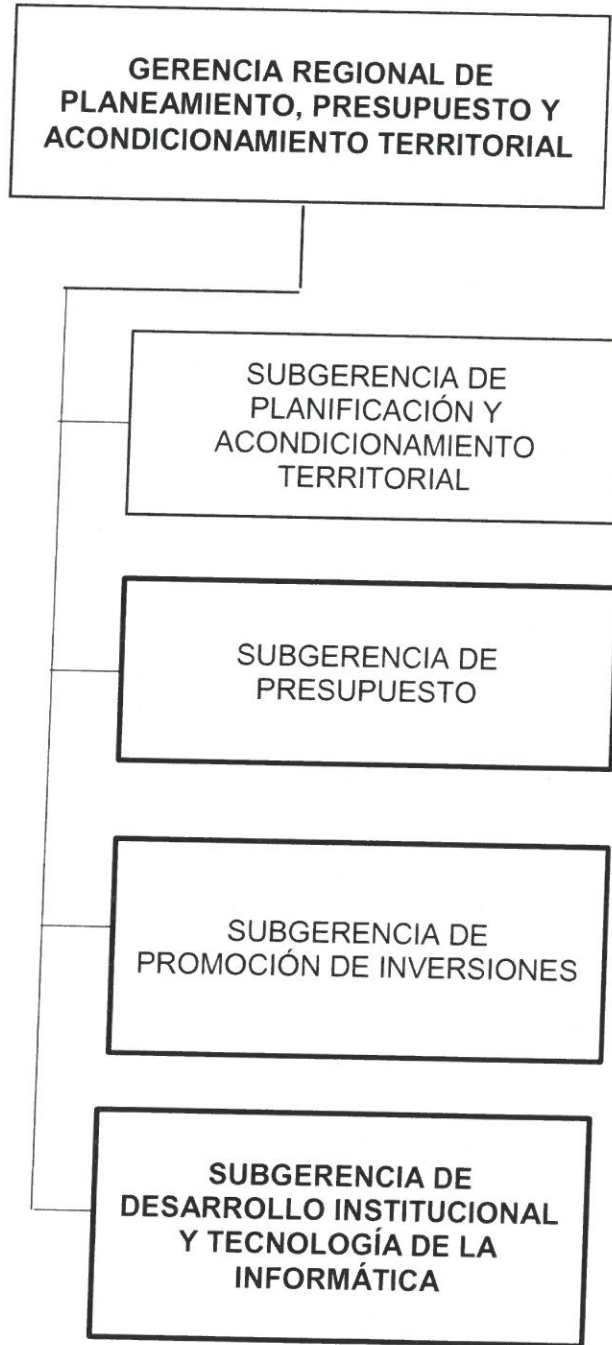 GERENCIA REGIONAL DE
PLANEAMIENTO, PRESUPUESTO Y
ACONDICIONAMIENTO TERRITORIAL
SUBGERENCIA DE
PLANIFICACIÓN Y
ACONDICIONAMIENTO
TERRITORIAL
SUBGERENCIA DE
PRESUPUESTO
SUBGERENCIA DE
PROMOCIÓN DE INVERSIONES
SUBGERENCIA DE
DESARROLLO INSTITUCIONAL
Y TECNOLOGÍA DE LA
INFORMÁTICA